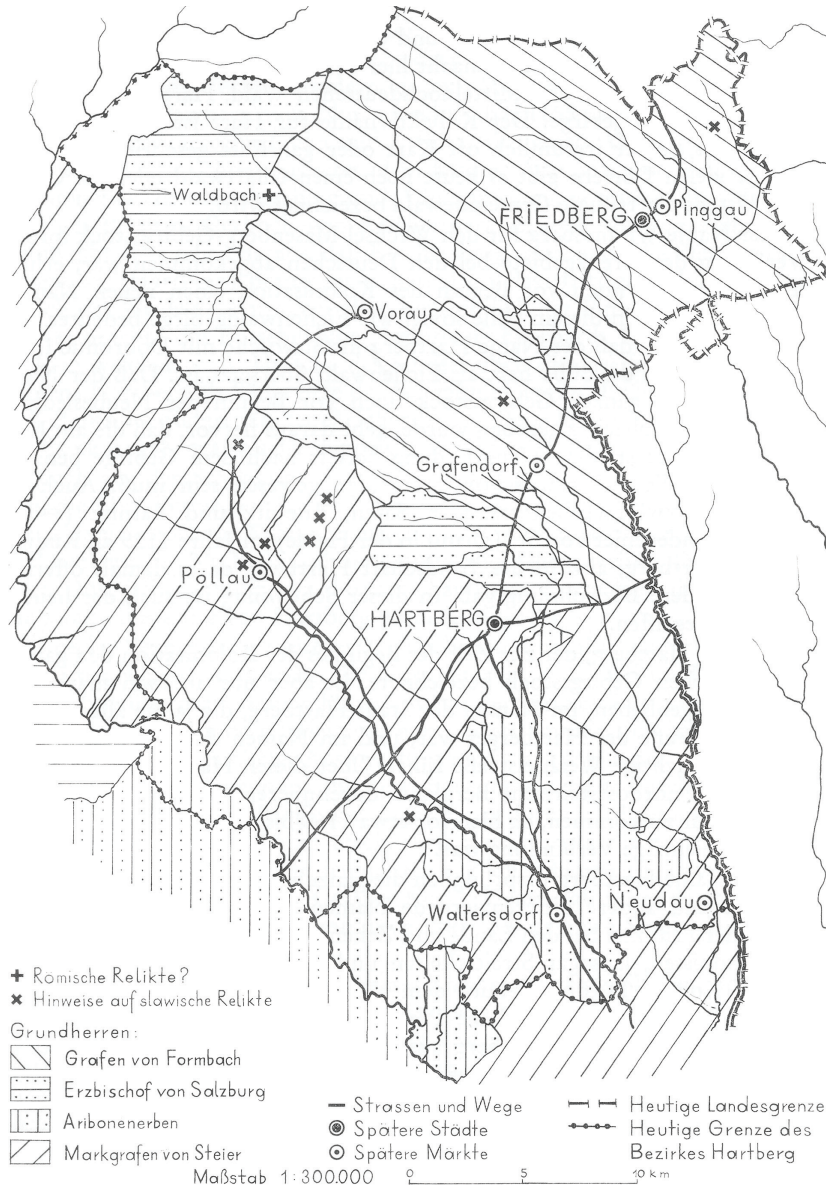 Waldbach
FRIEDBERG
Pinggau
Vorau
Grafendorf
Pöllau
HARTBERG
Waltersdorf
Neudau
Römische Relikte?
Hinweise auf slawische Relikte
Grundherren:
Grafen von Formbach
Erzbischof von Salzburg
Aribonenerben
Markgrafen von Steier
Strassen und Wege
Spätere Städte
Spätere Märkte
Heutige Landesgrenze
Heutige Grenze des
Bezirkes Hartberg
Maßstab 1:300.000
0 5 10 km